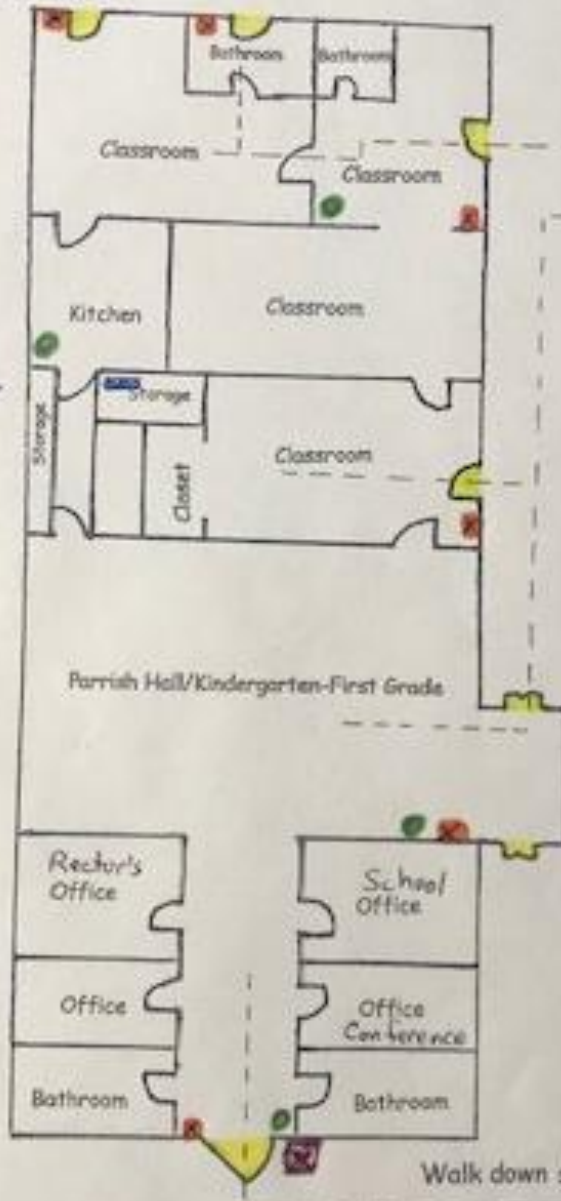 Bathroom
Bathroom
Classroom
Classroom
Kitchen
Classroom
Storage
Storage
Closet
Classroom
Parrish Hall/Kindergarten-First Grade
Rector's
Office
School
Office
Office
Office
Conference
Bathroom
Bathroom
Walk down